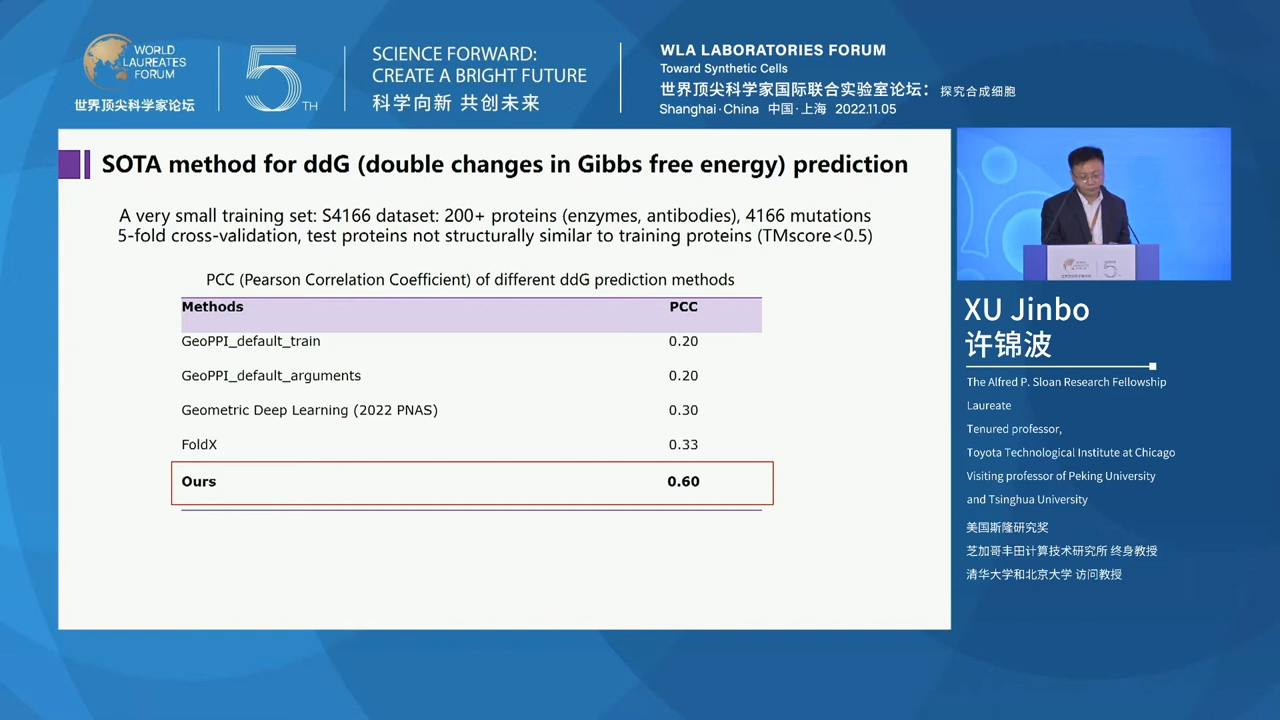 WORLD
LAUREATES
FORUM
世界顶尖科学家论坛
5TH
SCIENCE FORWARD:
CREATE A BRIGHT FUTURE
科学向新 共创未来
WLA LABORATORIES FORUM
Toward Synthetic Cells
世界顶尖科学家国际联合实验室论坛：探究合成细胞
Shanghai·China 中国·上海 2022.11.05
SOTA method for ddG (double changes in Gibbs free energy) prediction
A very small training set: S4166 dataset: 200+ proteins (enzymes, antibodies), 4166 mutations
5-fold cross-validation, test proteins not structurally similar to training proteins (TMscore<0.5)
PCC (Pearson Correlation Coefficient) of different ddG prediction methods
Methods PCC
GeoPPI_default_train 0.20
GeoPPI_default_arguments 0.20
Geometric Deep Learning (2022 PNAS) 0.30
FoldX 0.33
Ours 0.60
XU Jinbo
许锦波
The Alfred P. Sloan Research Fellowship
Laureate
Tenured professor,
Toyota Technological Institute at Chicago
Visiting professor of Peking University
and Tsinghua University
美国斯隆研究奖
芝加哥丰田计算技术研究所 终身教授
清华大学和北京大学 访问教授